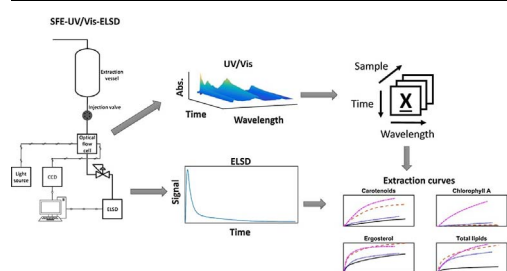 SFE-UV/Vis-ELSD
Extraction
vessel
Injection valve
Optical
flow
cell
Light
source
CCD
ELSD
UV/Vis
Abs.
Time
Wavelength
ELSD
Signal
Time
Sample
Time
X
Wavelength
Extraction curves
Carotenoids
Chlorophyll A
Ergosterol
Total lipids